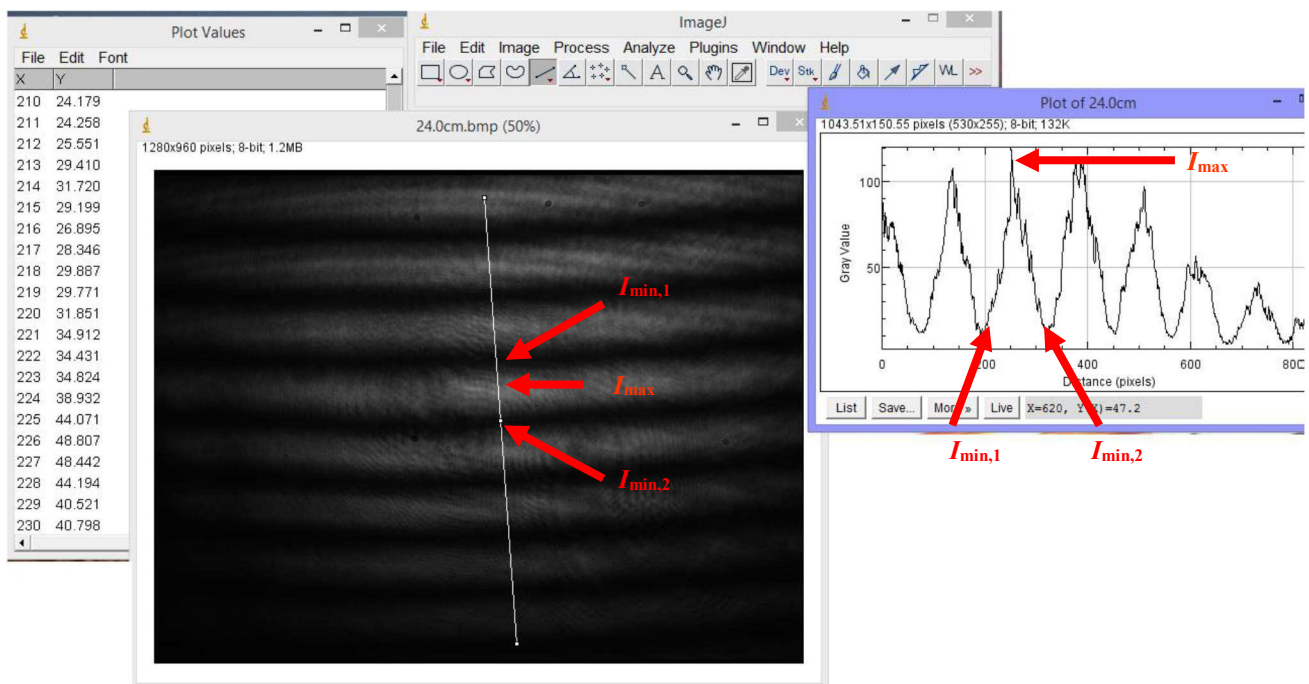 Plot Values
File Edit Font
X Y
210 24.179
211 24.258
212 25.551
213 29.410
214 31.720
215 29.199
216 26.895
217 28.346
218 29.887
219 29.771
220 31.851
221 34.912
222 34.431
223 34.824
224 38.932
225 44.071
226 48.807
227 48.442
228 44.194
229 40.521
230 40.798
ImageJ
File Edit Image Process Analyze Plugins Window Help
A Dev Stk >>
24.0cm.bmp (50%)
1280x960 pixels; 8-bit; 1.2MB
Imin,1
Imax
Imin,2
Plot of 24.0cm
1043.51x150.55 pixels (530x255); 8-bit; 132K
Imax
100
Gray Value
50
0 400 600
Distance (pixels)
List Save... Live
Imin,1 Imin,2